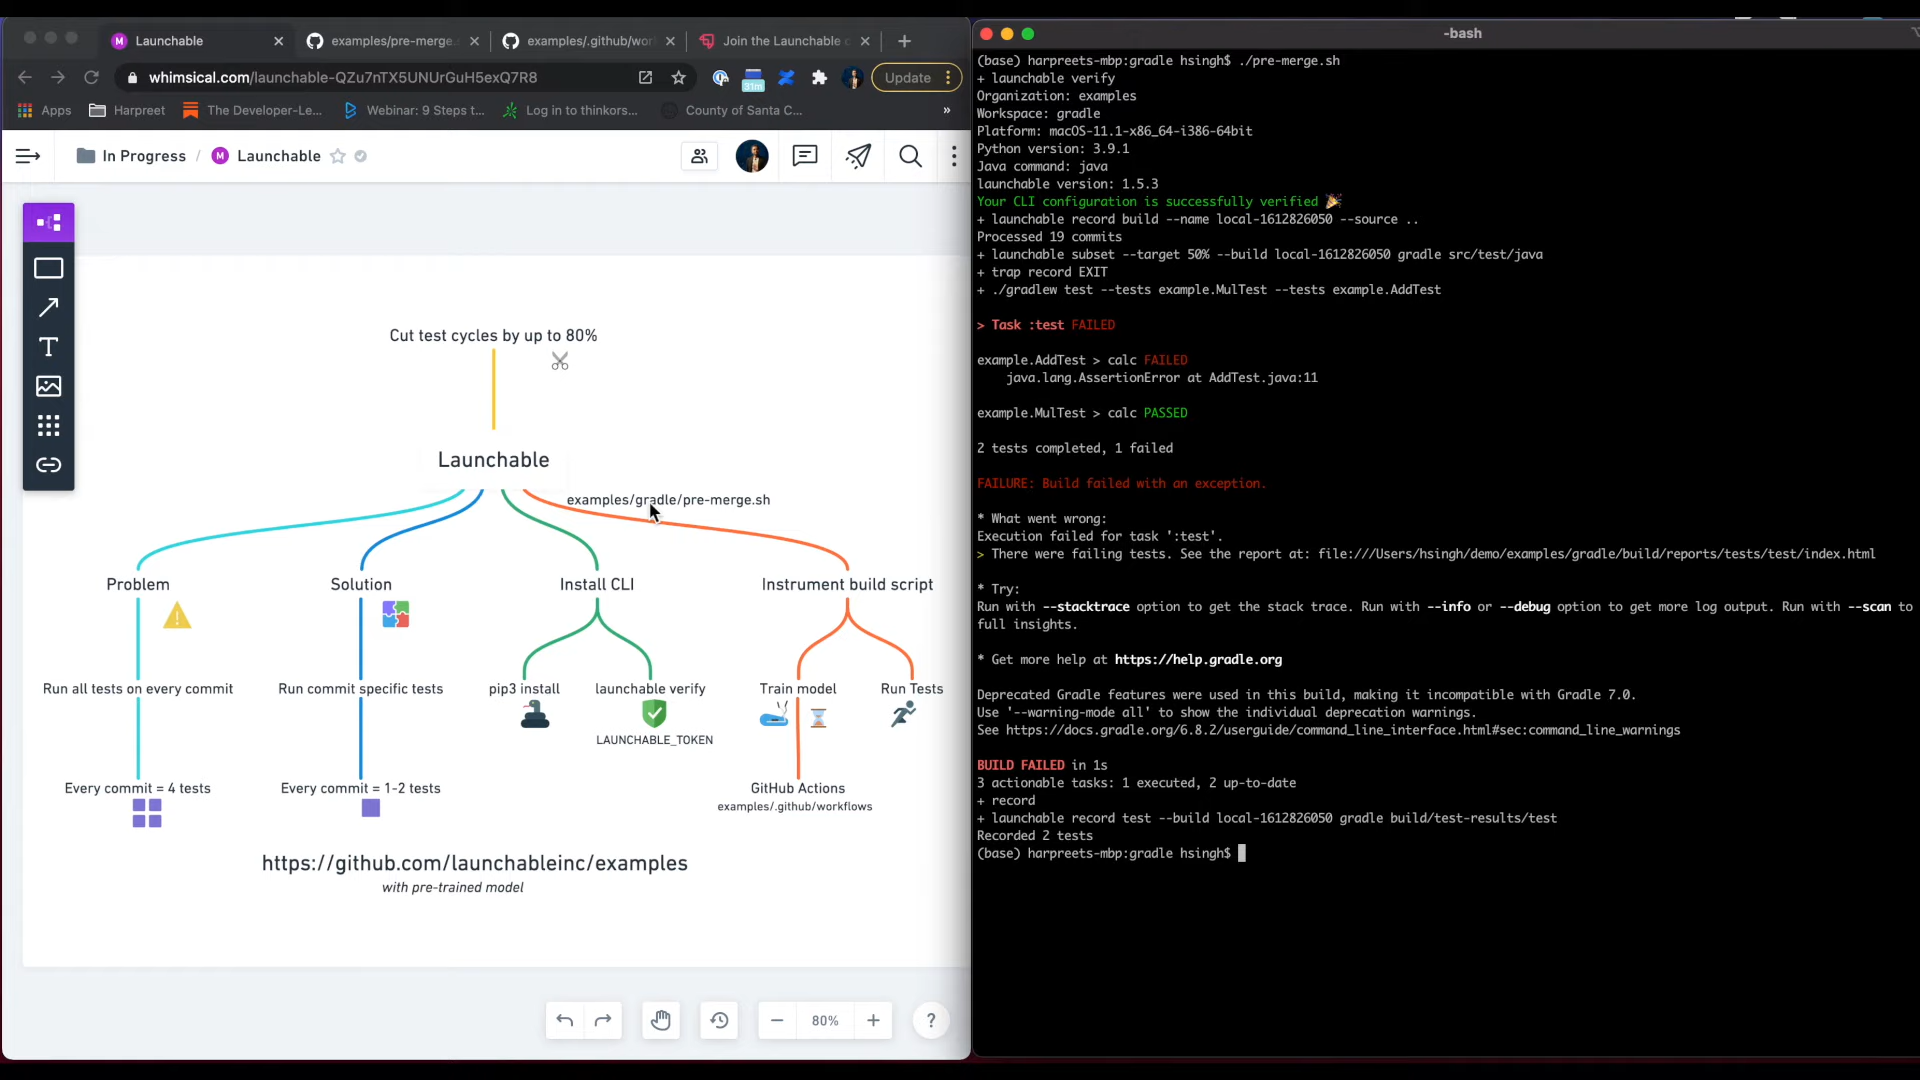 Launchable
examples/pre-merge.
examples/.github/wor
Join the Launchable c
whimsical.com/launchable-QZu7nTX5UNUrGuH5exQ7R8
31m
Update
Apps
Harpreet
The Developer-Le...
Webinar: 9 Steps t...
Log in to thinkors...
County of Santa C...
»
In Progress / M Launchable
Cut test cycles by up to 80%
Launchable
examples/gradle/pre-merge.sh
Problem
Solution
Install CLI
Instrument build script
Run all tests on every commit
Run commit specific tests
pip3 install
launchable verify
Train model
Run Tests
LAUNCHABLE_TOKEN
Every commit = 4 tests
Every commit = 1-2 tests
GitHub Actions
examples/.github/workflows
https://github.com/launchableinc/examples
with pre-trained model
80%
?
-bash
(base) harpreets-mbp:gradle hsingh$ ./pre-merge.sh
+ launchable verify
Organization: examples
Workspace: gradle
Platform: macOS-11.1-x86_64-i386-64bit
Python version: 3.9.1
Java command: java
launchable version: 1.5.3
Your CLI configuration is successfully verified 🎉
+ launchable record build --name local-1612826050 --source ..
Processed 19 commits
+ launchable subset --target 50% --build local-1612826050 gradle src/test/java
+ trap record EXIT
+ ./gradlew test --tests example.MulTest --tests example.AddTest
> Task :test FAILED
example.AddTest > calc FAILED
java.lang.AssertionError at AddTest.java:11
example.MulTest > calc PASSED
2 tests completed, 1 failed
FAILURE: Build failed with an exception.
* What went wrong:
Execution failed for task ':test'.
> There were failing tests. See the report at: file:///Users/hsingh/demo/examples/gradle/build/reports/tests/test/index.html
* Try:
Run with --stacktrace option to get the stack trace. Run with --info or --debug option to get more log output. Run with --scan to
full insights.
* Get more help at https://help.gradle.org
Deprecated Gradle features were used in this build, making it incompatible with Gradle 7.0.
Use '--warning-mode all' to show the individual deprecation warnings.
See https://docs.gradle.org/6.8.2/userguide/command_line_interface.html#sec:command_line_warnings
BUILD FAILED in 1s
3 actionable tasks: 1 executed, 2 up-to-date
+ record
+ launchable record test --build local-1612826050 gradle build/test-results/test
Recorded 2 tests
(base) harpreets-mbp:gradle hsingh$